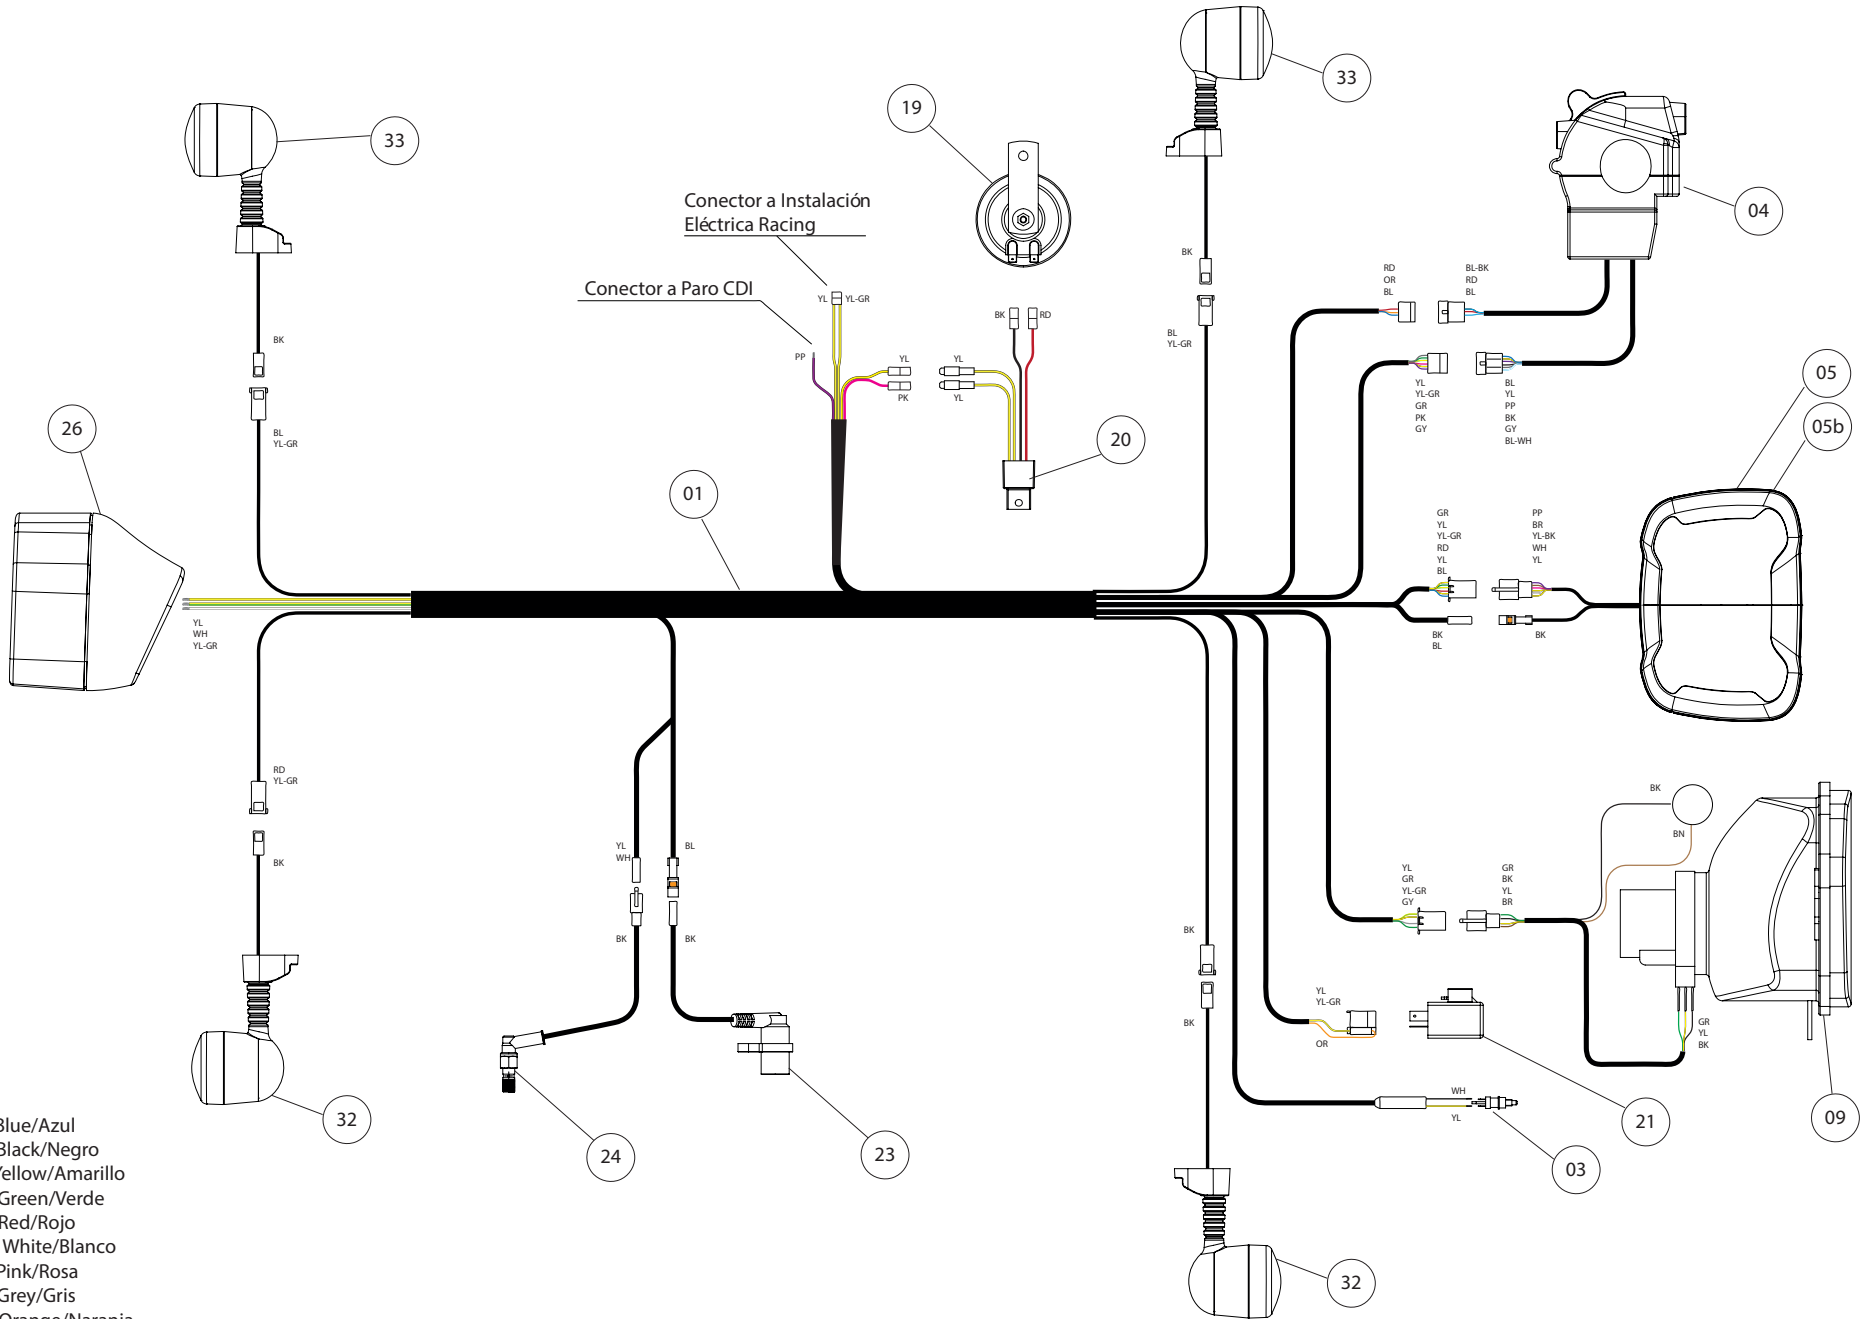 33
19
33
04
Conector a Instalación
Eléctrica Racing
Conector a Paro CDI
YL
YL-GR
PP
YL
PK
YL
YL
BK
RD
20
BK
BL
YL-GR
RD
OR
BL
BL-BK
RD
BL
YL
YL-GR
GR
PK
GY
BL
YL
PP
BK
GY
BL-WH
05
05b
BK
BL
YL-GR
26
01
YL
WH
YL-GR
GR
YL
YL-GR
RD
YL
BL
PP
BR
YL-BK
WH
YL
BK
BL
BK
RD
YL-GR
BK
YL
WH
BL
BK
BK
BK
BN
YL
GR
YL-GR
GY
GR
BK
YL
BR
GR
YL
BK
BK
BK
YL
YL-GR
OR
WH
YL
32
24
23
21
03
09
32
Blue/Azul
Black/Negro
Yellow/Amarillo
Green/Verde
Red/Rojo
White/Blanco
Pink/Rosa
Grey/Gris
Orange/Naranja